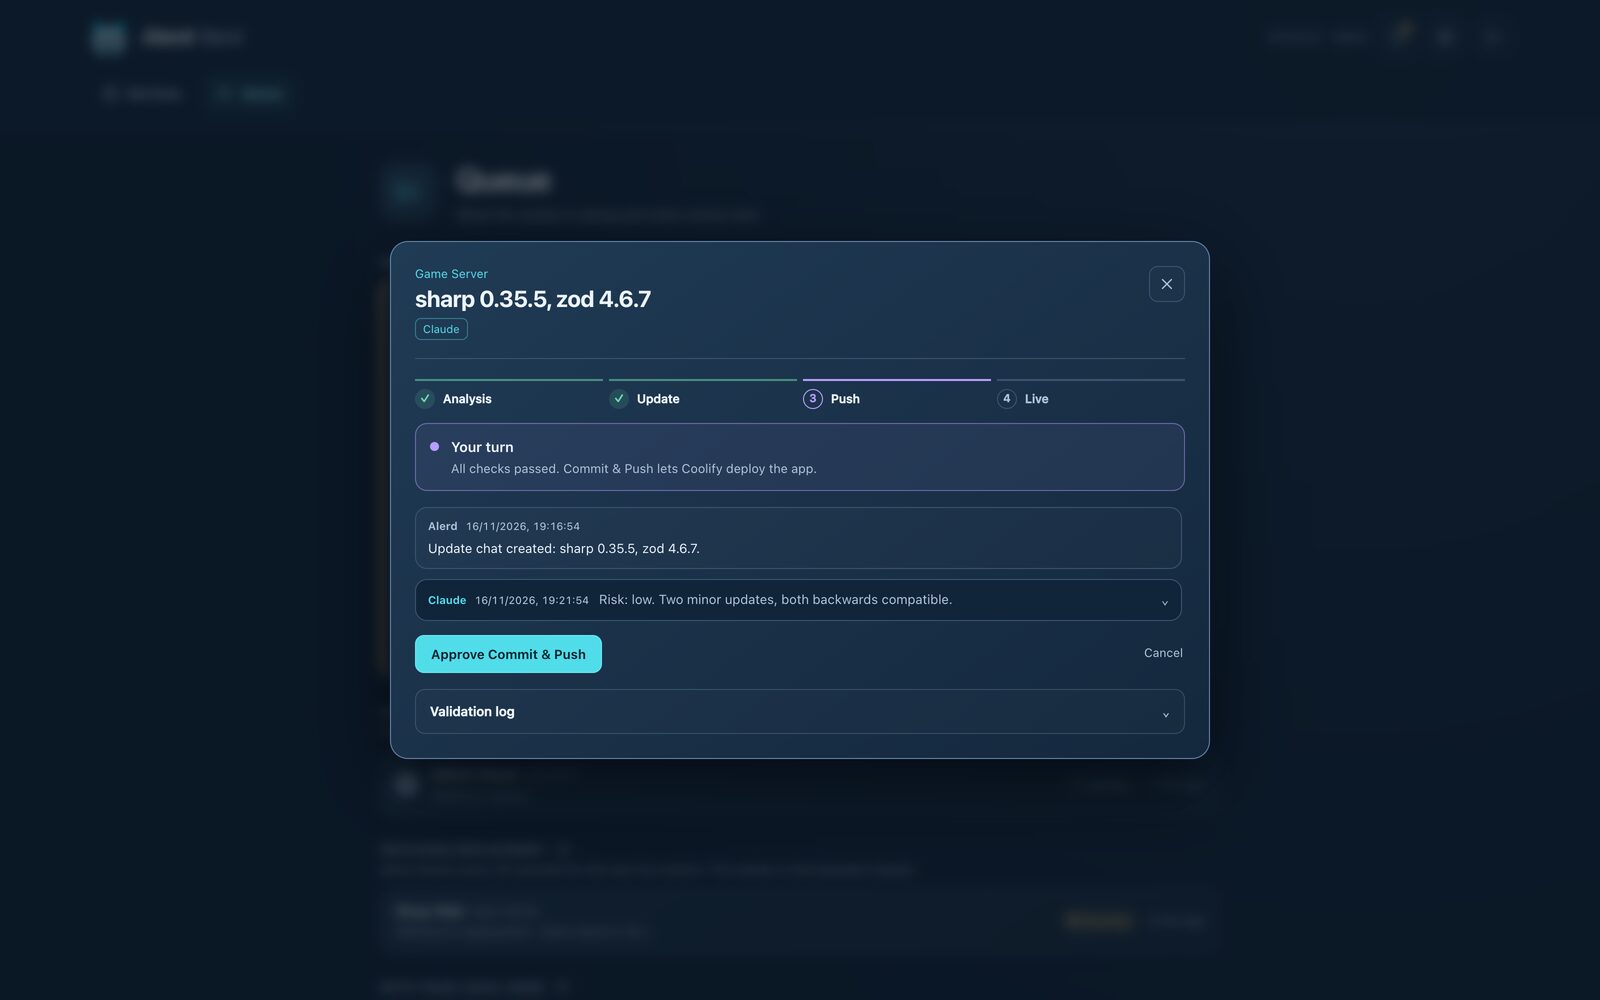 Queue
Game Server
sharp 0.35.5, zod 4.6.7
Claude
Analysis
Update
3 Push
4 Live
Your turn
All checks passed. Commit & Push lets Coolify deploy the app.
Alerd 16/11/2026, 19:16:54
Update chat created: sharp 0.35.5, zod 4.6.7.
Claude 16/11/2026, 19:21:54 Risk: low. Two minor updates, both backwards compatible.
Approve Commit & Push
Cancel
Validation log